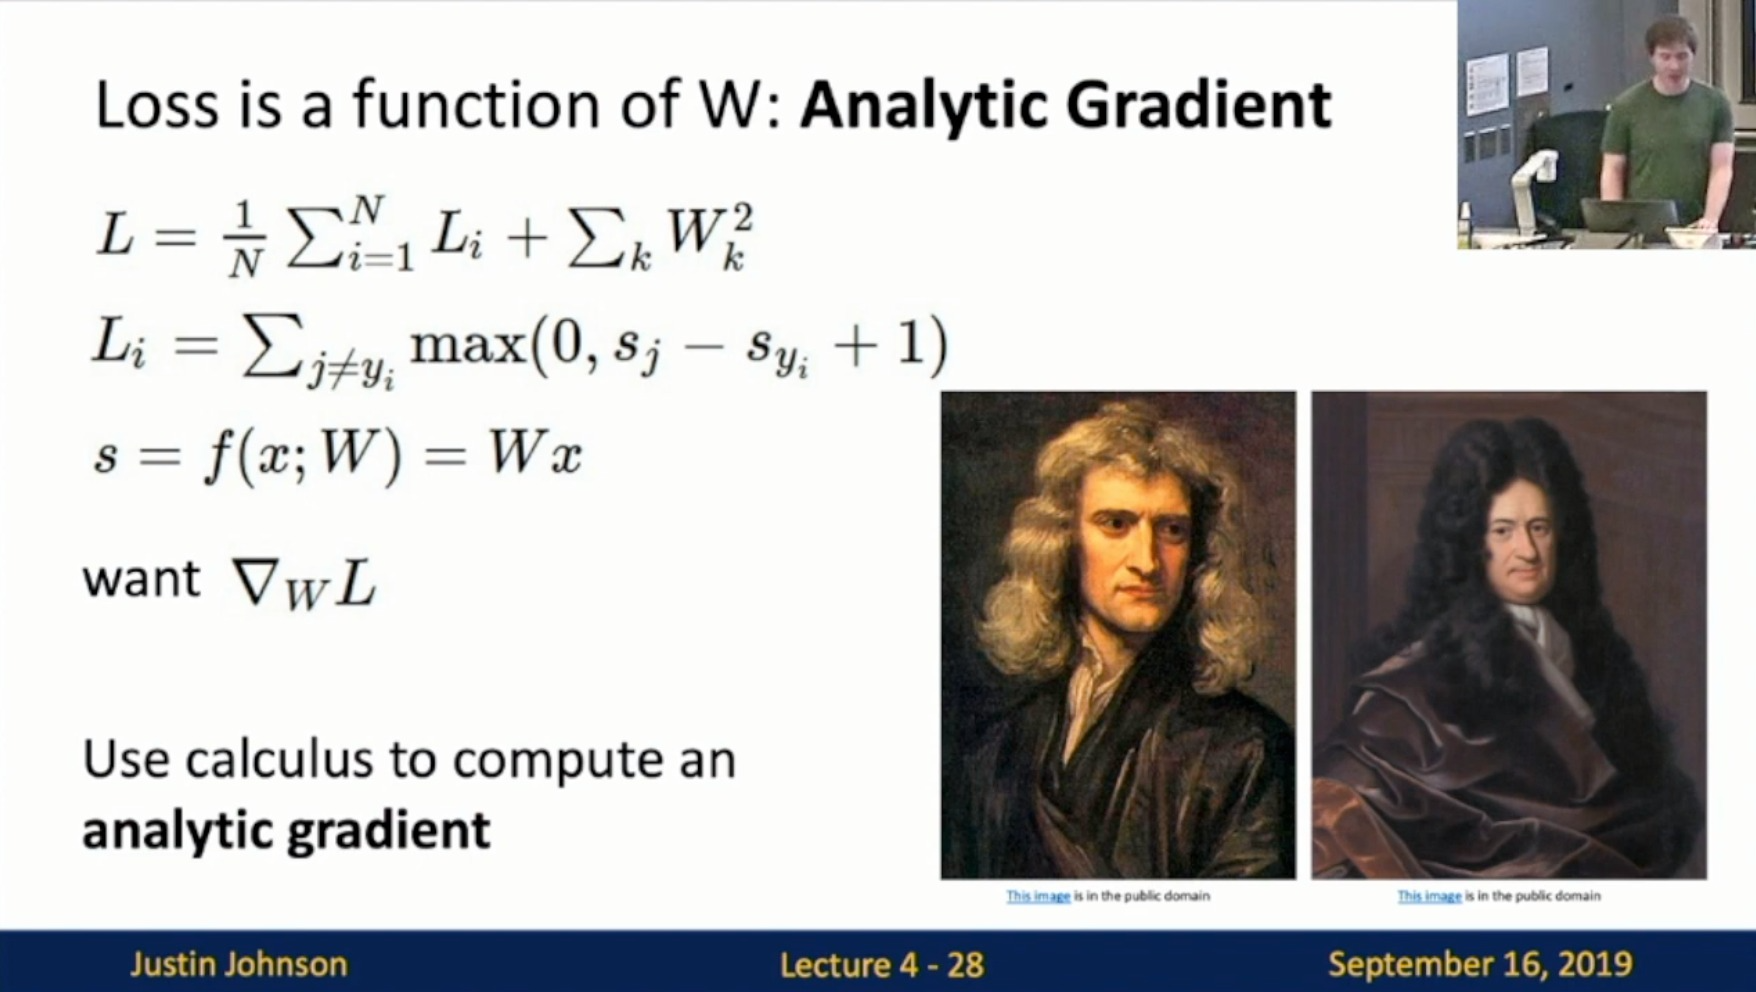 Loss is a function of W: Analytic Gradient
L = \frac{1}{N} \sum_{i=1}^{N} L_i + \sum_k W_k^2
L_i = \sum_{j \neq y_i} \max(0, s_j - s_{y_i} + 1)
s = f(x; W) = Wx
want \nabla_W L
Use calculus to compute an
analytic gradient
This image is in the public domain
This image is in the public domain
Justin Johnson
Lecture 4 - 28
September 16, 2019